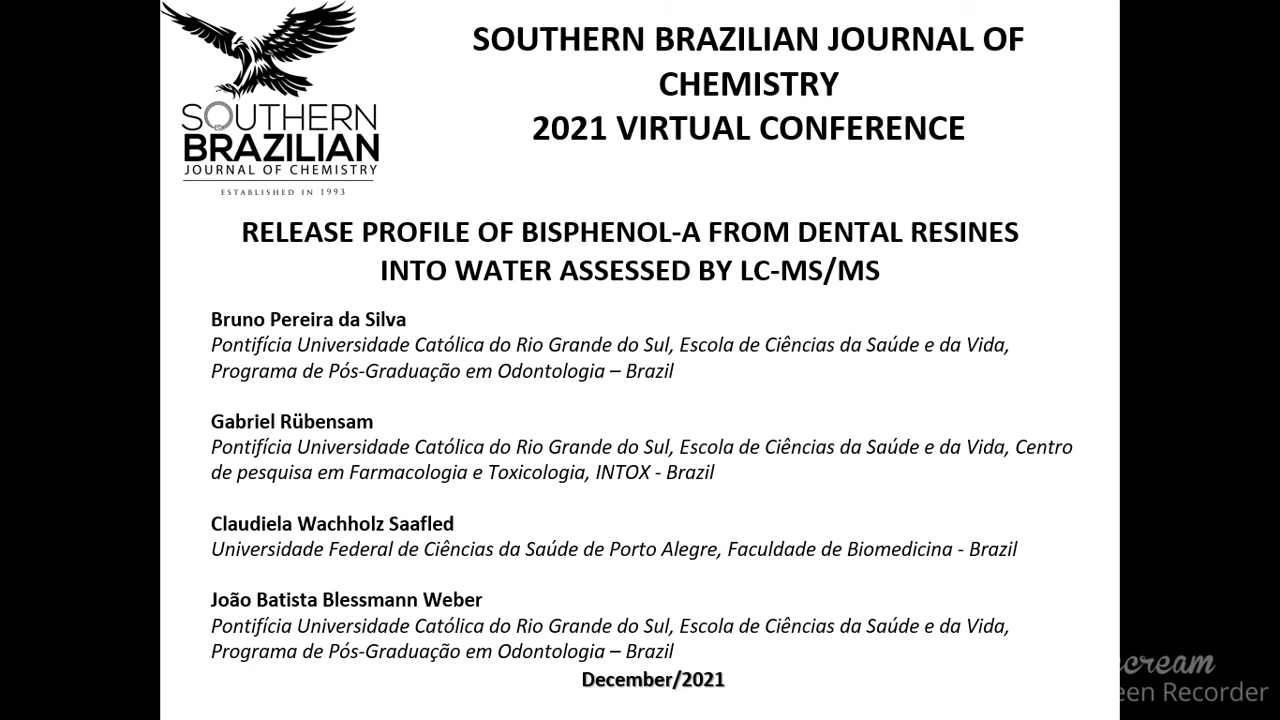 SOUTHERN
BRAZILIAN
JOURNAL OF CHEMISTRY
ESTABLISHED IN 1993
SOUTHERN BRAZILIAN JOURNAL OF
CHEMISTRY
2021 VIRTUAL CONFERENCE
RELEASE PROFILE OF BISPHENOL-A FROM DENTAL RESINES
INTO WATER ASSESSED BY LC-MS/MS
Bruno Pereira da Silva
Pontifícia Universidade Católica do Rio Grande do Sul, Escola de Ciências da Saúde e da Vida,
Programa de Pós-Graduação em Odontologia – Brazil
Gabriel Rübensam
Pontifícia Universidade Católica do Rio Grande do Sul, Escola de Ciências da Saúde e da Vida, Centro
de pesquisa em Farmacologia e Toxicologia, INTOX - Brazil
Claudiela Wachholz Saafled
Universidade Federal de Ciências da Saúde de Porto Alegre, Faculdade de Biomedicina - Brazil
João Batista Blessmann Weber
Pontifícia Universidade Católica do Rio Grande do Sul, Escola de Ciências da Saúde e da Vida,
Programa de Pós-Graduação em Odontologia – Brazil
December/2021
cream
een Recorder